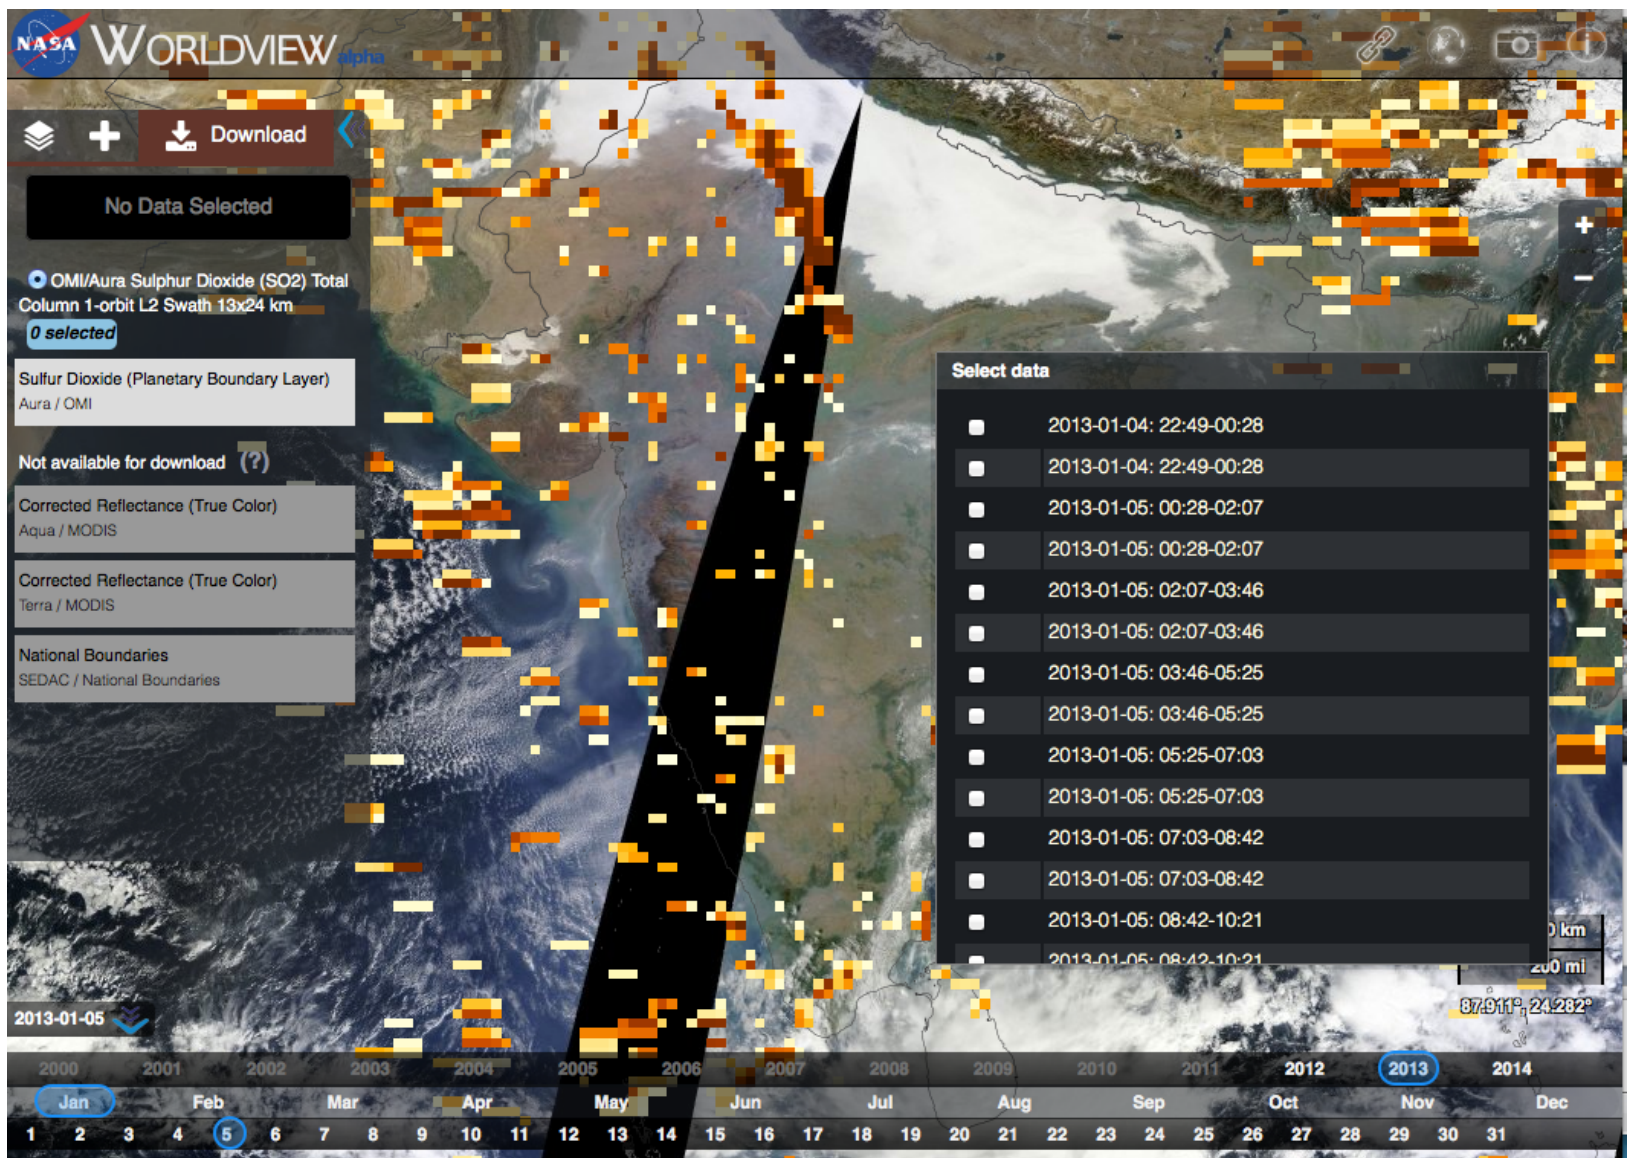 NASA WORLDVIEW alpha
Download
No Data Selected
OMI/Aura Sulphur Dioxide (SO2) Total
Column 1-orbit L2 Swath 13x24 km
0 selected
Sulfur Dioxide (Planetary Boundary Layer)
Aura / OMI
Not available for download (?)
Corrected Reflectance (True Color)
Aqua / MODIS
Corrected Reflectance (True Color)
Terra / MODIS
National Boundaries
SEDAC / National Boundaries
Select data
2013-01-04: 22:49-00:28
2013-01-04: 22:49-00:28
2013-01-05: 00:28-02:07
2013-01-05: 00:28-02:07
2013-01-05: 02:07-03:46
2013-01-05: 02:07-03:46
2013-01-05: 03:46-05:25
2013-01-05: 03:46-05:25
2013-01-05: 05:25-07:03
2013-01-05: 05:25-07:03
2013-01-05: 07:03-08:42
2013-01-05: 07:03-08:42
2013-01-05: 08:42-10:21
2013-01-05: 08:42-10:21
km
200 mi
87.911°, 24.282°
2013-01-05
2000 2001 2002 2003 2004 2005 2006 2007 2008 2009 2010 2011 2012 2013 2014
Jan Feb Mar Apr May Jun Jul Aug Sep Oct Nov Dec
1 2 3 4 5 6 7 8 9 10 11 12 13 14 15 16 17 18 19 20 21 22 23 24 25 26 27 28 29 30 31